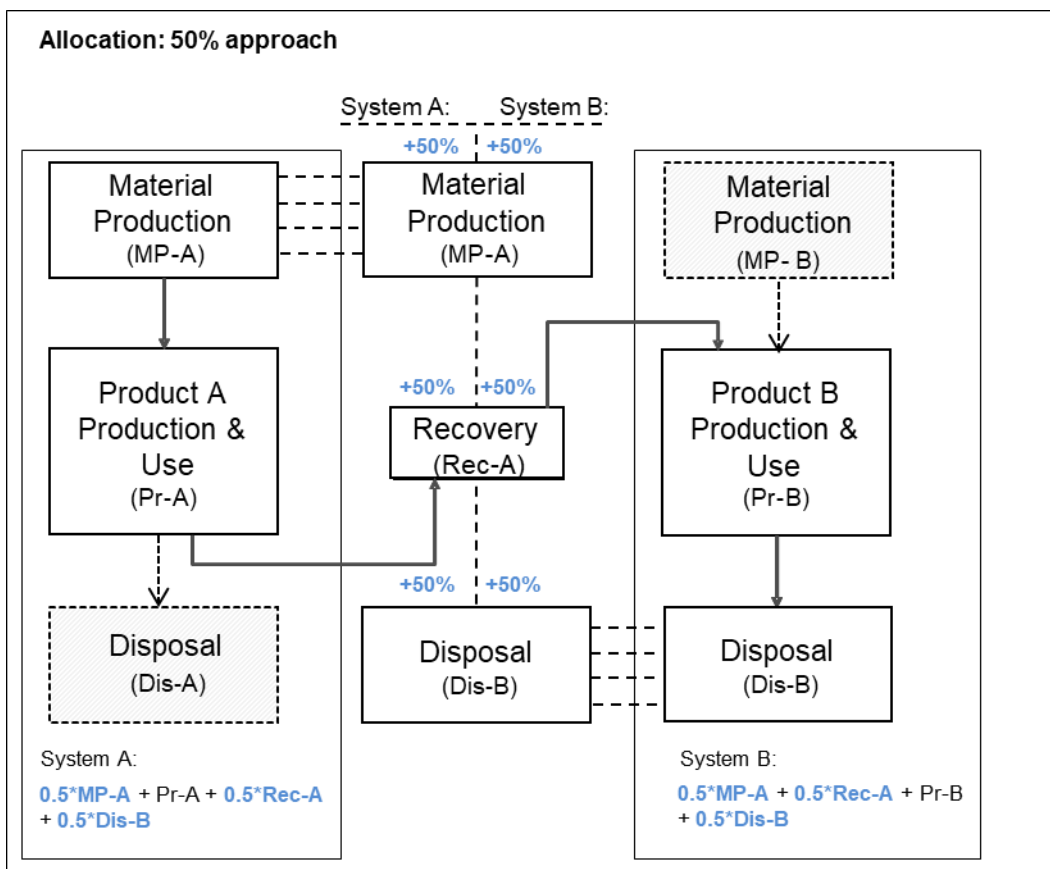 Allocation: 50% approach
System A: System B:
+50% +50%
Material
Production
(MP-A)
Material
Production
(MP-A)
Material
Production
(MP- B)
Product A
Production &
Use
(Pr-A)
+50% +50%
Recovery
(Rec-A)
Product B
Production &
Use
(Pr-B)
+50% +50%
Disposal
(Dis-A)
Disposal
(Dis-B)
Disposal
(Dis-B)
System A:
0.5*MP-A + Pr-A + 0.5*Rec-A
+ 0.5*Dis-B
System B:
0.5*MP-A + 0.5*Rec-A + Pr-B
+ 0.5*Dis-B